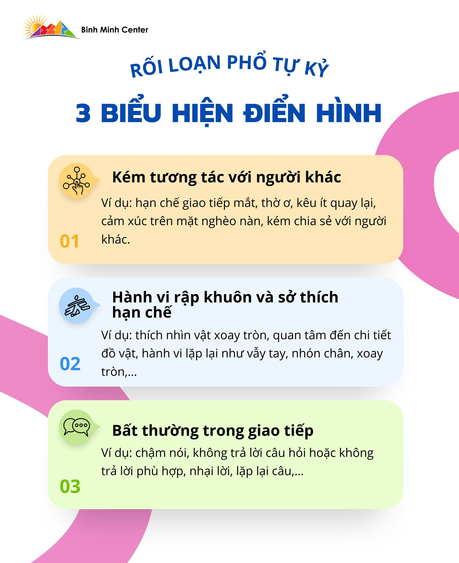 Bình Minh Center
RỐI LOẠN PHỔ TỰ KỶ
3 BIỂU HIỆN ĐIỂN HÌNH
Kém tương tác với người khác
Ví dụ: hạn chế giao tiếp mắt, thờ ơ, kêu ít quay lại,
cảm xúc trên mặt nghèo nàn, kém chia sẻ với người
khác.
01
Hành vi rập khuôn và sở thích
hạn chế
Ví dụ: thích nhìn vật xoay tròn, quan tâm đến chi tiết
đồ vật, hành vi lặp lại như vẫy tay, nhón chân, xoay
tròn,...
02
Bất thường trong giao tiếp
Ví dụ: chậm nói, không trả lời câu hỏi hoặc không
trả lời phù hợp, nhại lời, lặp lại câu,...
03